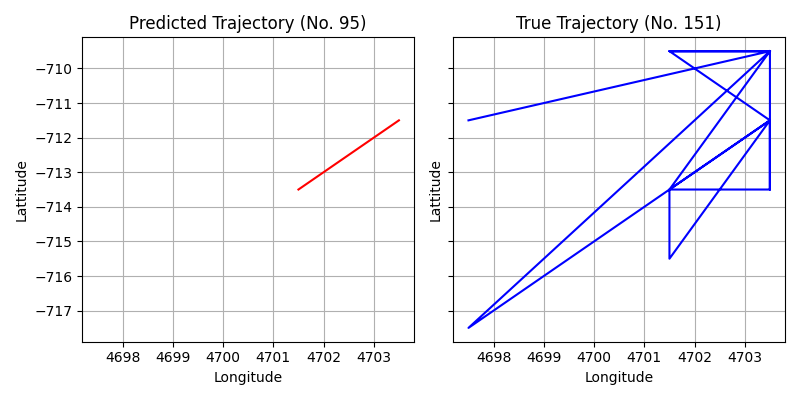 Predicted Trajectory (No. 95)
True Trajectory (No. 151)
Lattitude
−710
−711
−712
−713
−714
−715
−716
−717
4698 4699 4700 4701 4702 4703
Longitude
Lattitude
4698 4699 4700 4701 4702 4703
Longitude